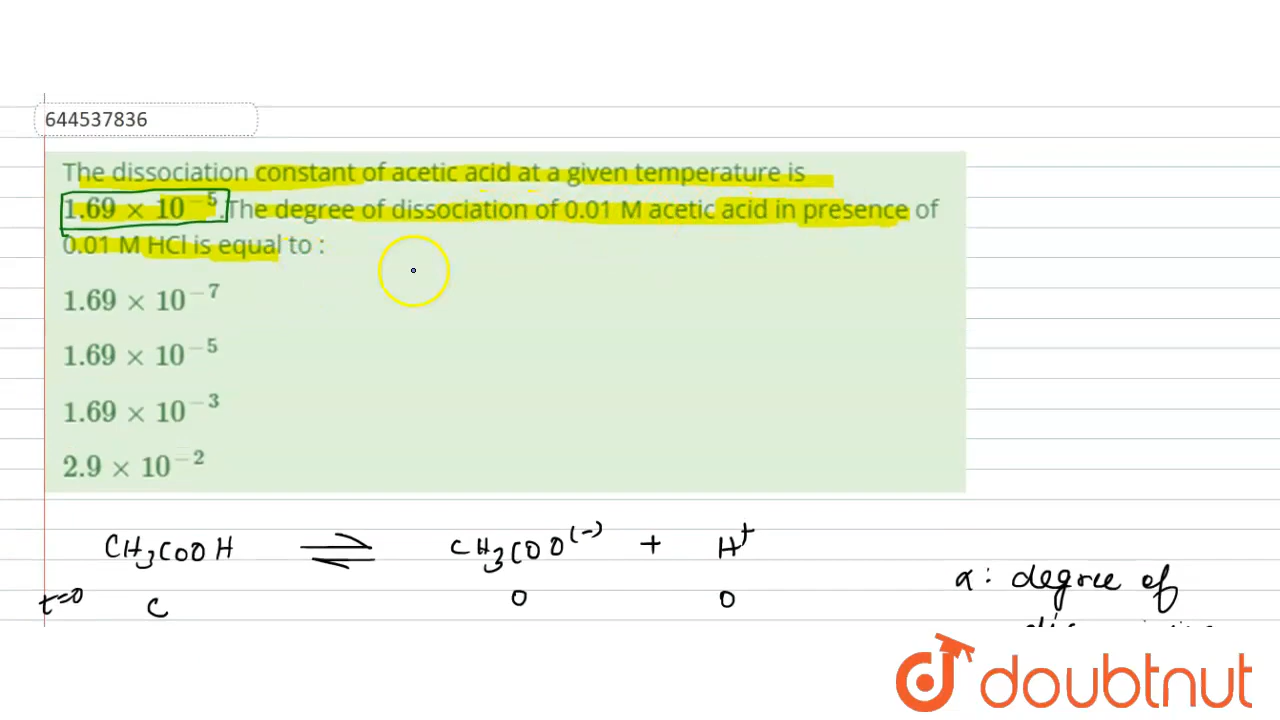 644537836
The dissociation constant of acetic acid at a given temperature is
1.69 × 10⁻⁵.The degree of dissociation of 0.01 M acetic acid in presence of
0.01 M HCl is equal to :
1.69 × 10⁻⁷
1.69 × 10⁻⁵
1.69 × 10⁻³
2.9 × 10⁻²
CH₃COOH ⇌ CH₃COO⁽⁻⁾ + H⁺
α : degree of
t=0 C 0 0
doubtnut